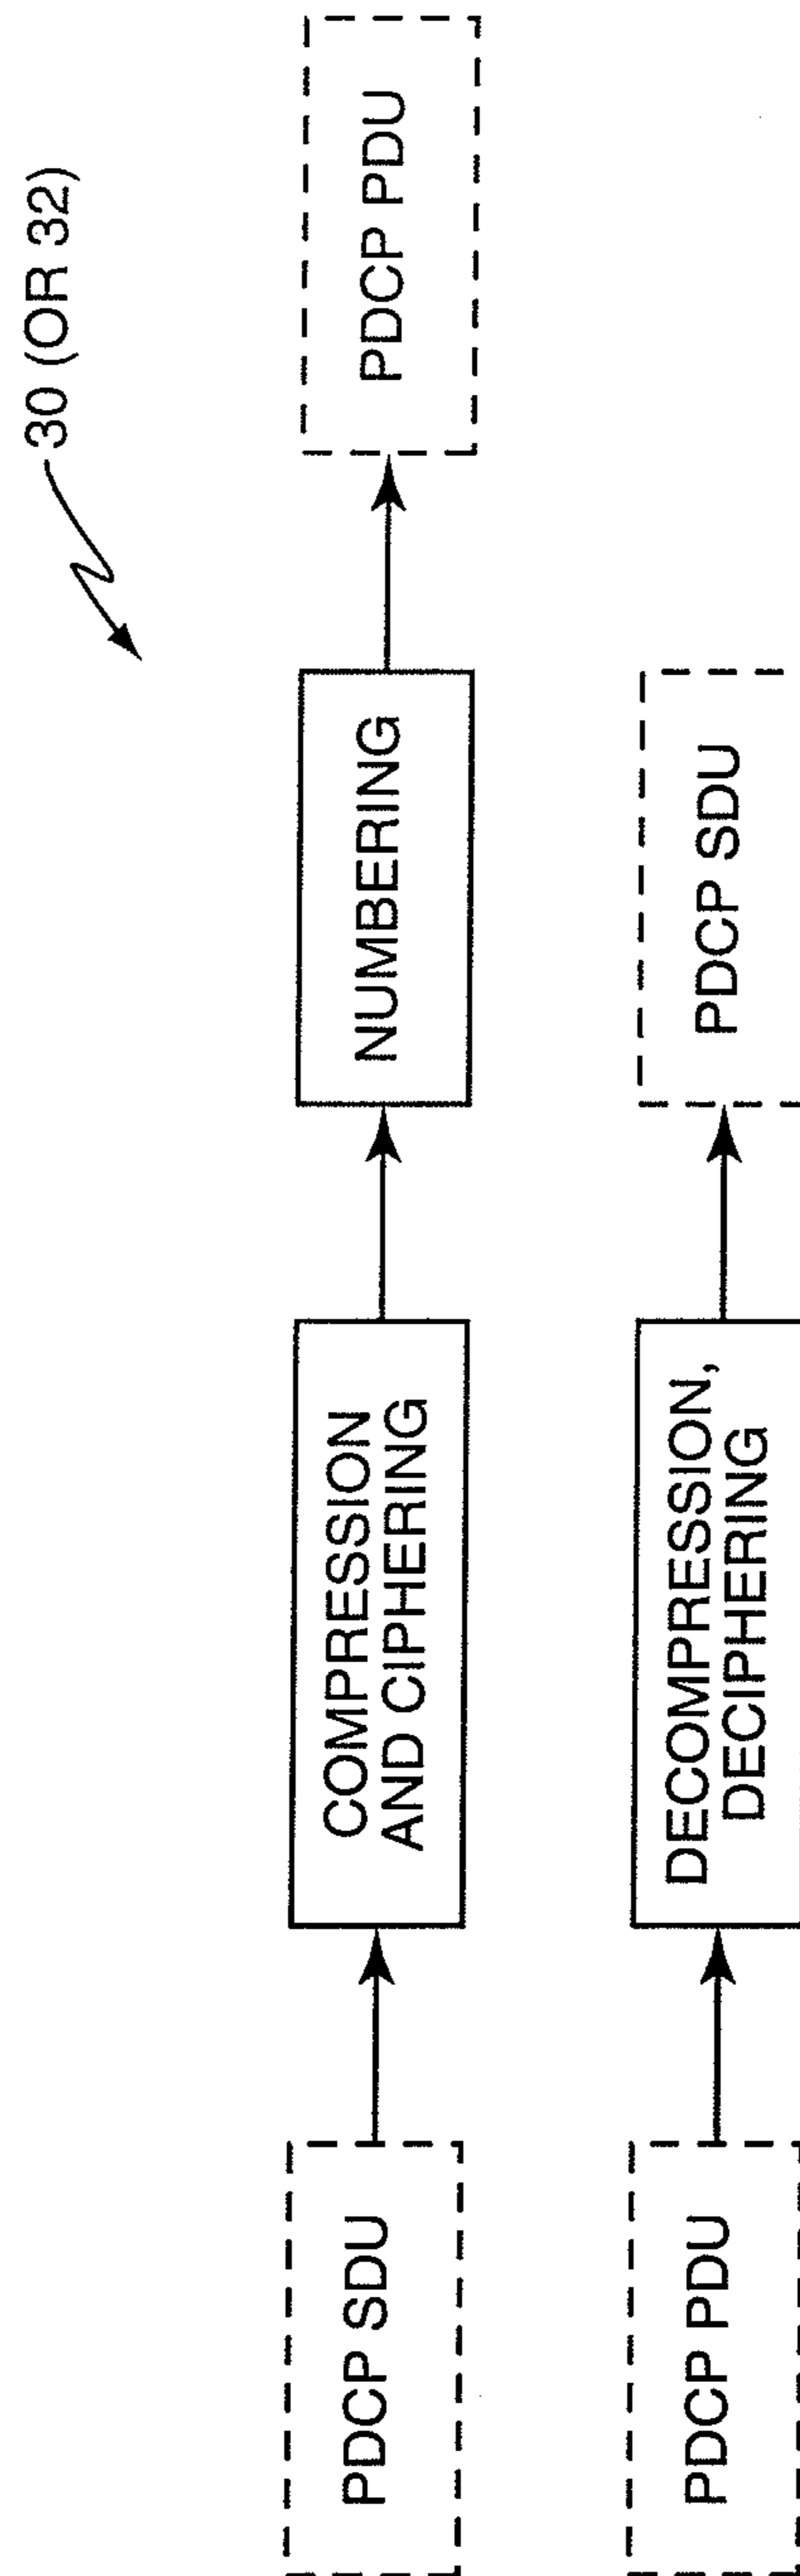 30 (OR 32)
PDCP SDU
COMPRESSION
AND CIPHERING
NUMBERING
PDCP PDU
PDCP PDU
DECOMPRESSION,
DECIPHERING
PDCP SDU